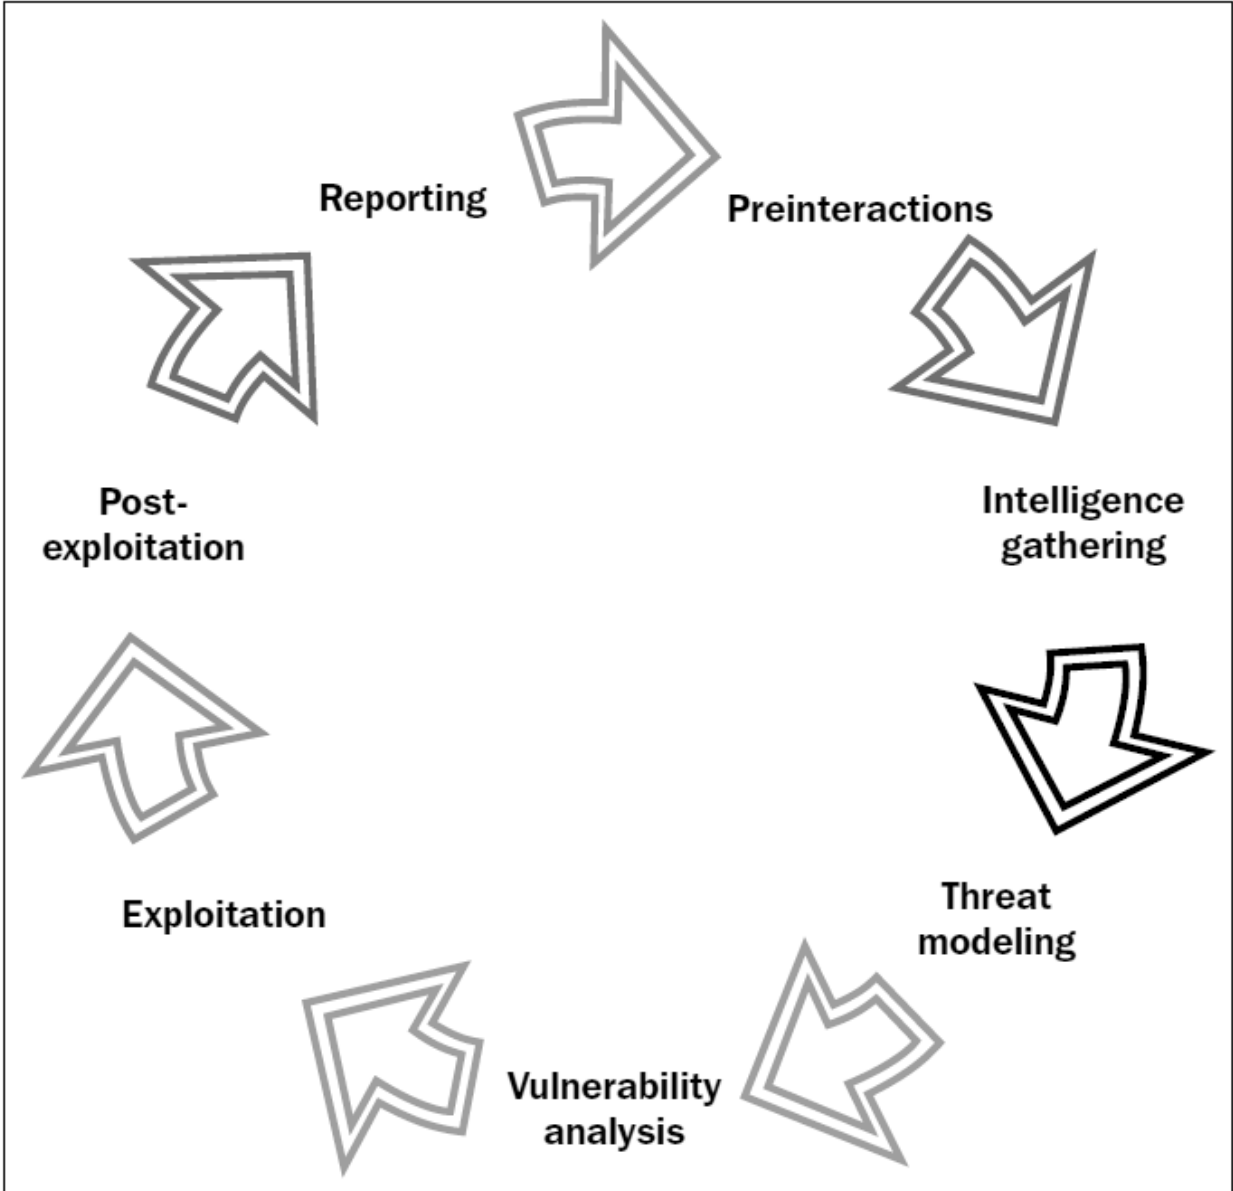 Reporting
Preinteractions
Intelligence
gathering
Threat
modeling
Vulnerability
analysis
Exploitation
Post-
exploitation